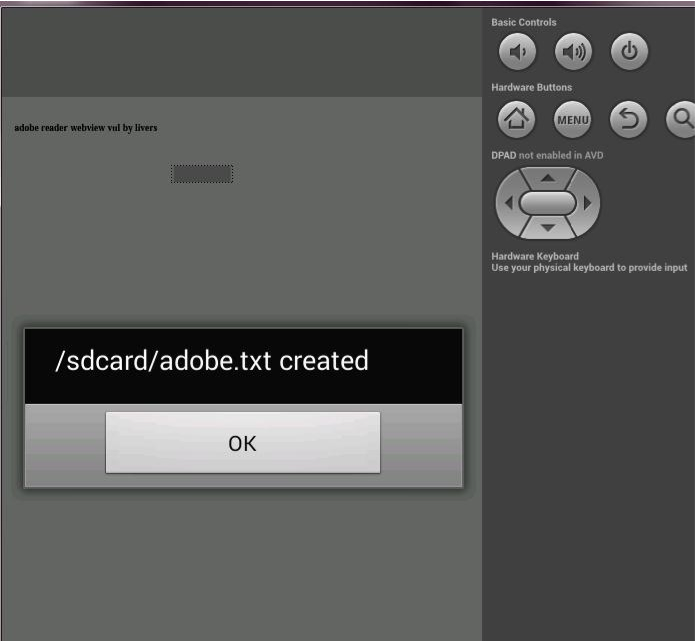 Basic Controls
Hardware Buttons
MENU
DPAD not enabled in AVD
Hardware Keyboard
Use your physical keyboard to provide input
adobe reader webview vul by livers
/sdcard/adobe.txt created
OK